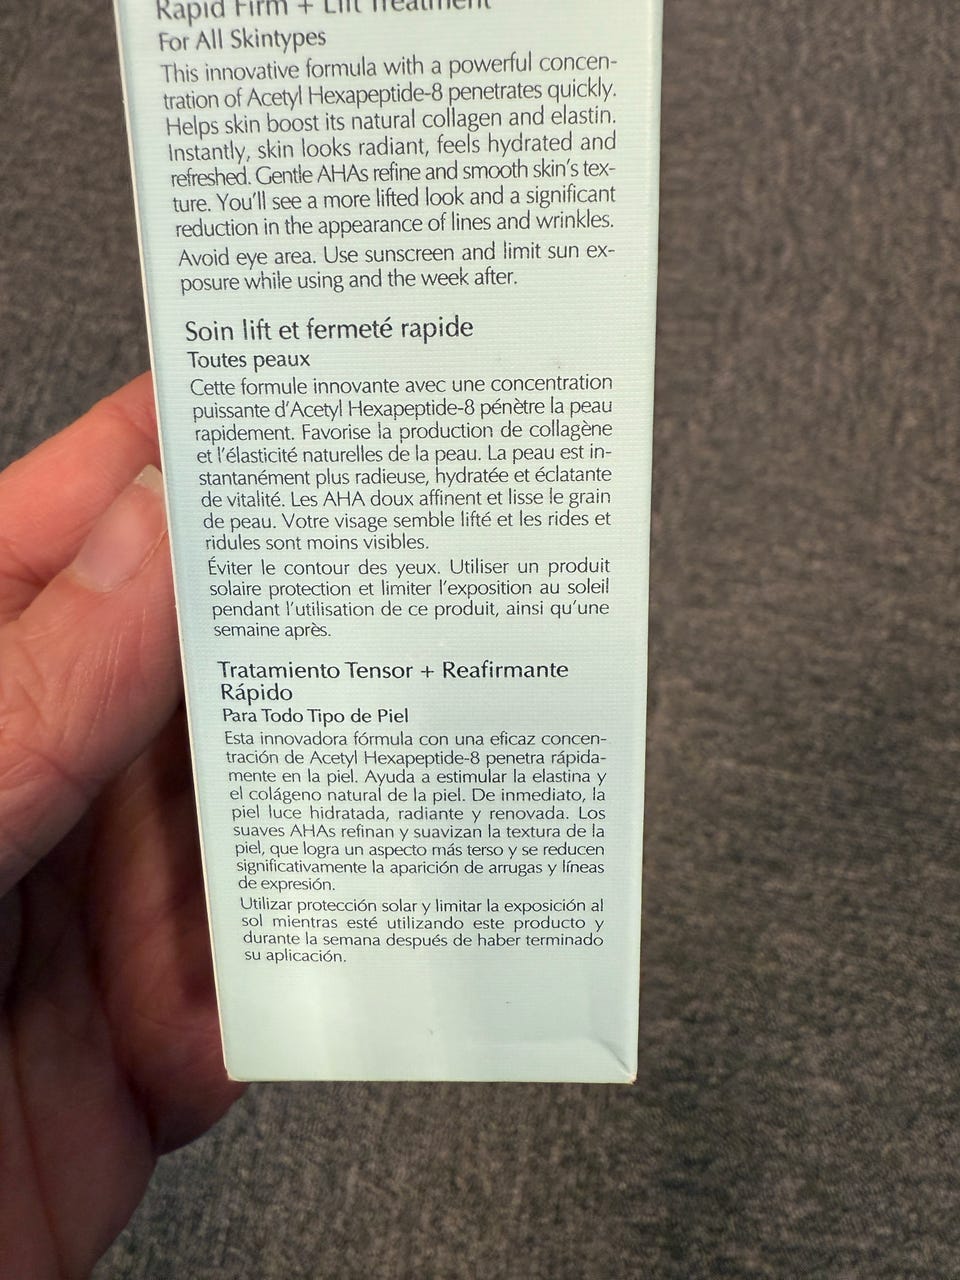 Rapid Firm + Lift Treatment
For All Skintypes
This innovative formula with a powerful concen-
tration of Acetyl Hexapeptide-8 penetrates quickly.
Helps skin boost its natural collagen and elastin.
Instantly, skin looks radiant, feels hydrated and
refreshed. Gentle AHAs refine and smooth skin's tex-
ture. You'll see a more lifted look and a significant
reduction in the appearance of lines and wrinkles.
Avoid eye area. Use sunscreen and limit sun ex-
posure while using and the week after.
Soin lift et fermeté rapide
Toutes peaux
Cette formule innovante avec une concentration
puissante d'Acetyl Hexapeptide-8 pénètre la peau
rapidement. Favorise la production de collagène
et l'élasticité naturelles de la peau. La peau est in-
stantanément plus radieuse, hydratée et éclatante
de vitalité. Les AHA doux affinent et lisse le grain
de peau. Votre visage semble lifté et les rides et
ridules sont moins visibles.
Éviter le contour des yeux. Utiliser un produit
solaire protection et limiter l'exposition au soleil
pendant l'utilisation de ce produit, ainsi qu'une
semaine après.
Tratamiento Tensor + Reafirmante
Rápido
Para Todo Tipo de Piel
Esta innovadora fórmula con una eficaz concen-
tración de Acetyl Hexapeptide-8 penetra rápida-
mente en la piel. Ayuda a estimular la elastina y
el colágeno natural de la piel. De inmediato, la
piel luce hidratada, radiante y renovada. Los
suaves AHAs refinan y suavizan la textura de la
piel, que logra un aspecto más terso y se reducen
significativamente la aparición de arrugas y líneas
de expresión.
Utilizar protección solar y limitar la exposición al
sol mientras esté utilizando este producto y
durante la semana después de haber terminado
su aplicación.